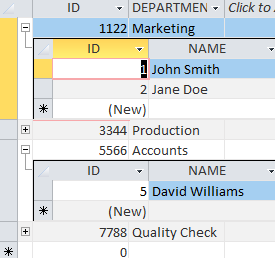 ID DEPARTMEN Click to A
1122 Marketing
ID NAME
1 John Smith
2 Jane Doe
(New)
3344 Production
5566 Accounts
ID NAME
5 David Williams
(New)
7788 Quality Check
0